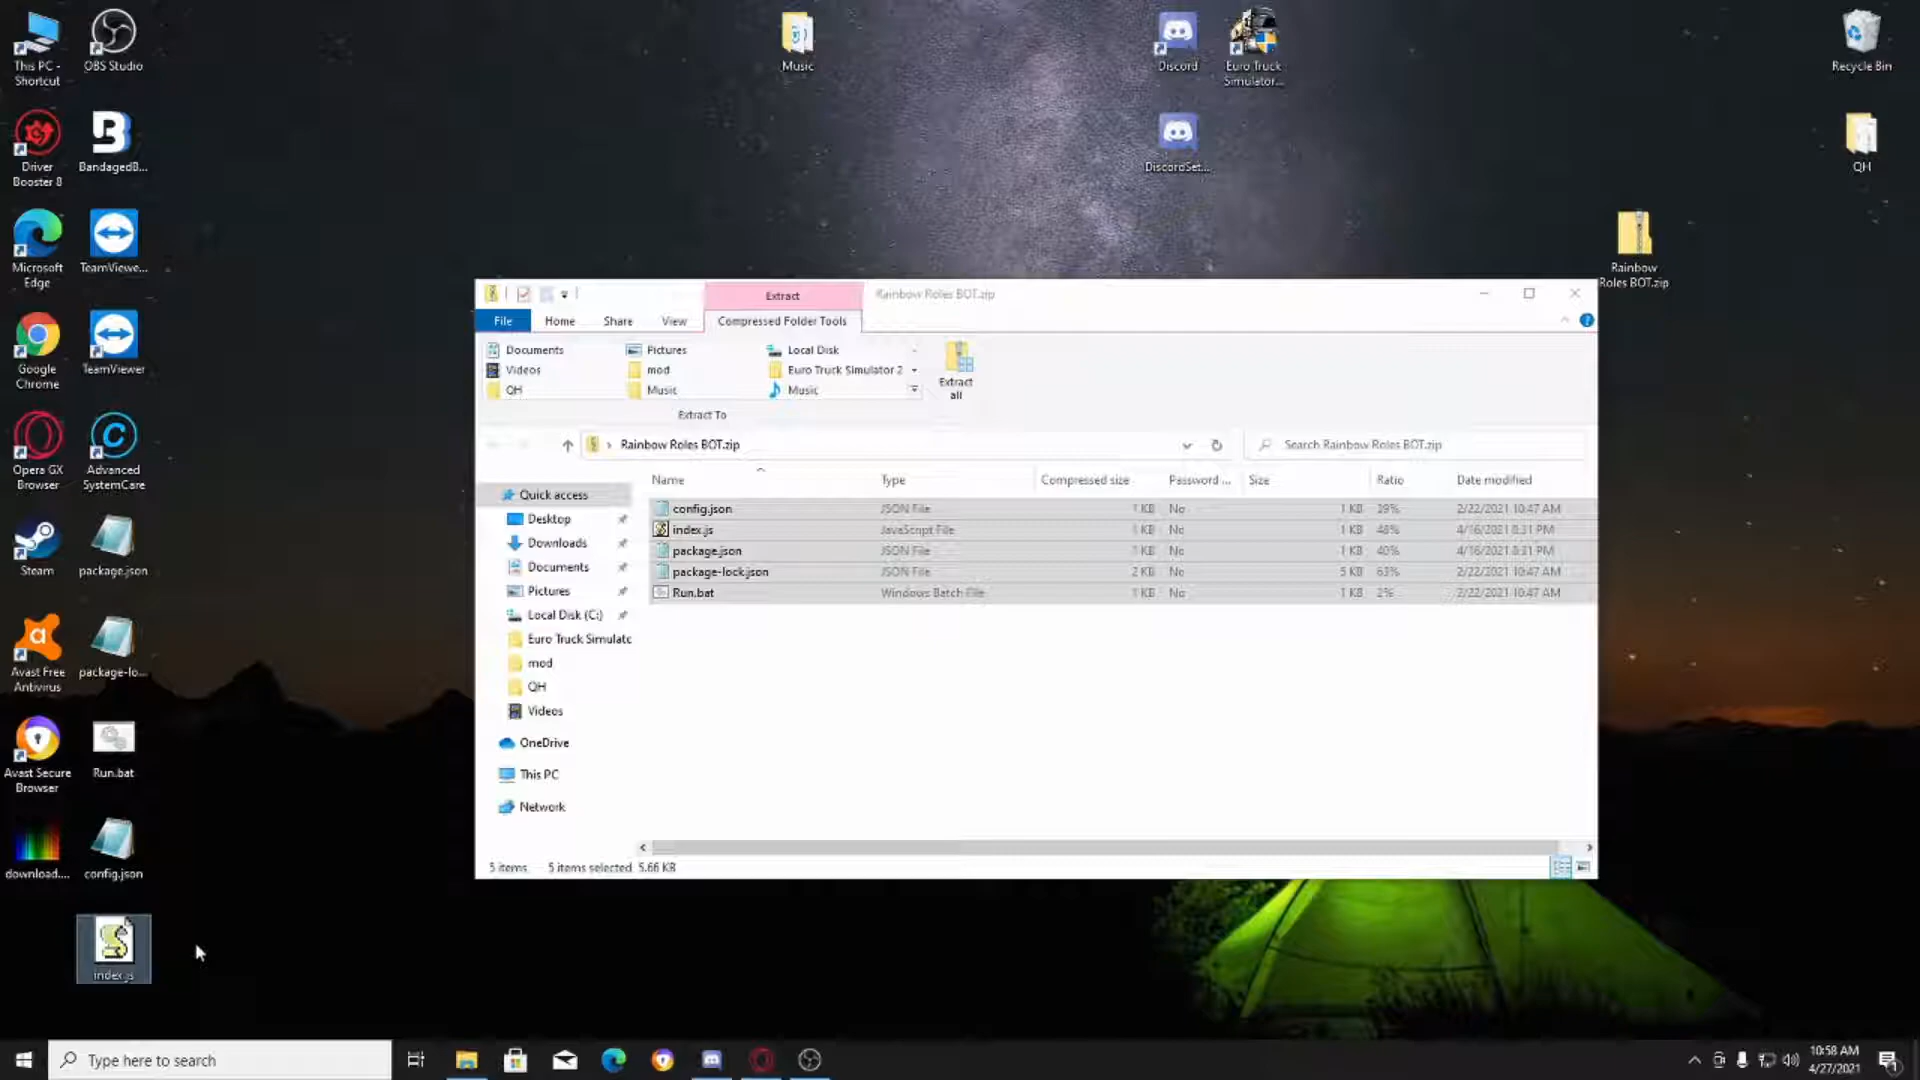 This PC -
Shortcut
OBS Studio
Music
Discord
Euro Truck
Simulator...
Recycle Bin
Driver
Booster 8
BandagedB...
DiscordSet...
QH
Microsoft
Edge
TeamViewe...
Rainbow
Roles BOT.zip
Google
Chrome
TeamViewer
Opera GX
Browser
Advanced
SystemCare
Steam
package.json
Avast Free
Antivirus
package-lo...
Avast Secure
Browser
Run.bat
download....
config.json
index.js
Extract
Rainbow Roles BOT.zip
File
Home
Share
View
Compressed Folder Tools
Documents
Pictures
Local Disk
Videos
mod
Euro Truck Simulator 2
QH
Music
Music
Extract To
Extract
all
Rainbow Roles BOT.zip
Search Rainbow Roles BOT.zip
Name
Type
Compressed size
Password ...
Size
Ratio
Date modified
config.json JSON File 1 KB No 1 KB 39% 2/22/2021 10:47 AM
index.js JavaScript File 1 KB No 1 KB 48% 4/16/2021 8:31 PM
package.json JSON File 1 KB No 1 KB 40% 4/16/2021 8:31 PM
package-lock.json JSON File 2 KB No 5 KB 63% 2/22/2021 10:47 AM
Run.bat Windows Batch File 1 KB No 1 KB 2% 2/22/2021 10:47 AM
Quick access
Desktop
Downloads
Documents
Pictures
Local Disk (C:)
Euro Truck Simulatc
mod
QH
Videos
OneDrive
This PC
Network
5 items
5 items selected 5.66 KB
Type here to search
10:58 AM
4/27/2021
1